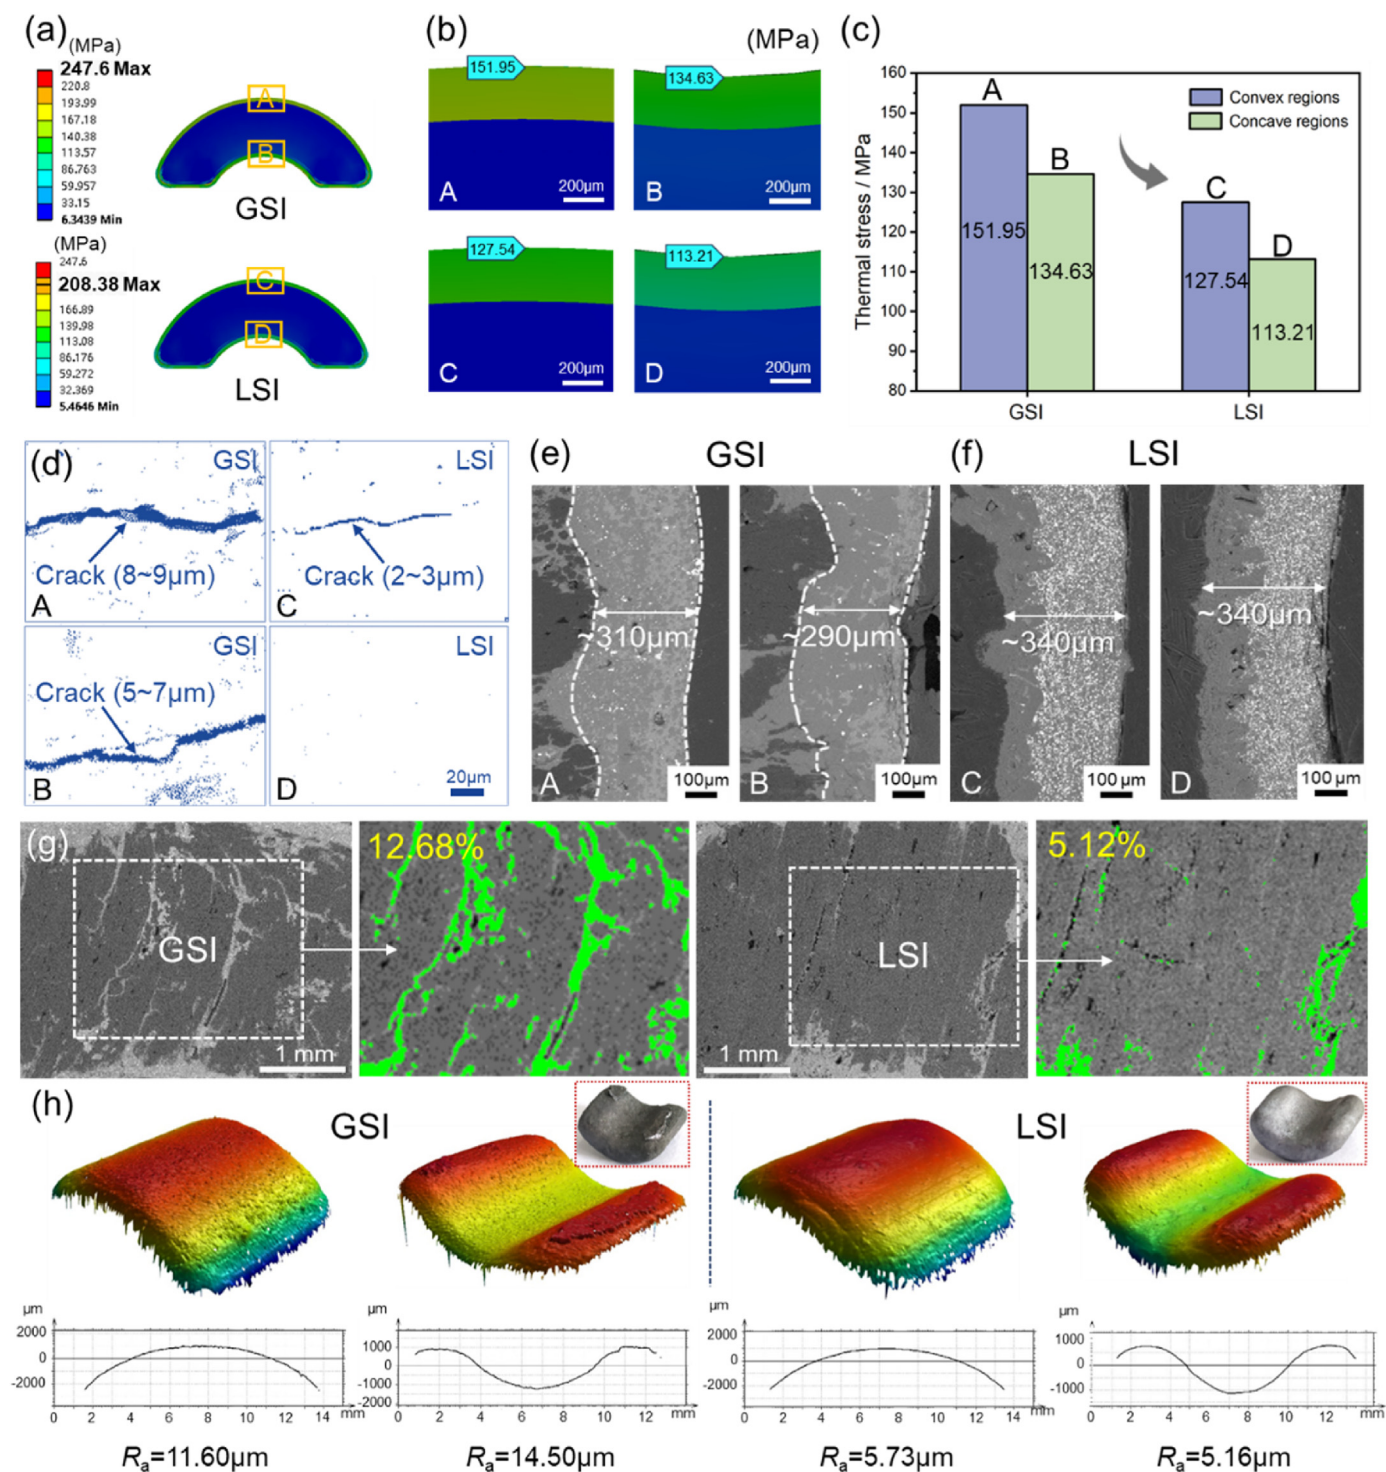 (a)
(MPa)
247.6 Max
220.8
193.99
167.18
140.38
113.57
86.763
59.957
33.15
6.3439 Min
A
B
GSI
(MPa)
247.6
208.38 Max
166.89
139.98
113.08
86.176
59.272
32.369
5.4646 Min
C
D
LSI
(b)
(MPa)
151.95
A
200μm
134.63
B
200μm
127.54
C
200μm
113.21
D
200μm
(c)
Thermal stress / MPa
160
150
140
130
120
110
100
90
80
Convex regions
Concave regions
A
151.95
B
134.63
C
127.54
D
113.21
GSI
LSI
(d)
GSI
Crack (8~9μm)
A
LSI
Crack (2~3μm)
C
GSI
Crack (5~7μm)
B
LSI
D
20μm
(e)
GSI
~310μm
A
100μm
~290μm
B
100μm
(f)
LSI
~340μm
C
100 μm
~340μm
D
100 μm
(g)
GSI
1 mm
12.68%
LSI
1 mm
5.12%
(h)
GSI
LSI
μm
2000
0
-2000
0 2 4 6 8 10 12 14
mm
μm
1000
0
-1000
-2000
0 2 4 6 8 10 12
mm
μm
2000
0
-2000
0 2 4 6 8 10 12 14
mm
μm
1000
0
-1000
0 2 4 6 8 10 12
mm
Ra=11.60μm
Ra=14.50μm
Ra=5.73μm
Ra=5.16μm